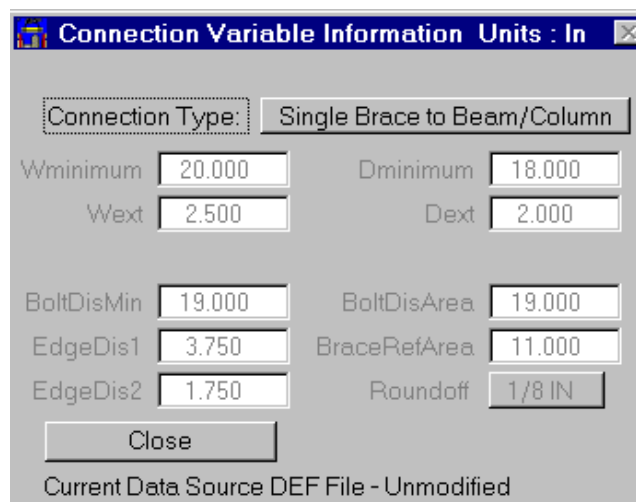 Connection Variable Information Units : In
Connection Type: Single Brace to Beam/Column
Wminimum 20.000 Dminimum 18.000
Wext 2.500 Dext 2.000
BoltDisMin 19.000 BoltDisArea 19.000
EdgeDis1 3.750 BraceRefArea 11.000
EdgeDis2 1.750 Roundoff 1/8 IN
Close
Current Data Source DEF File - Unmodified